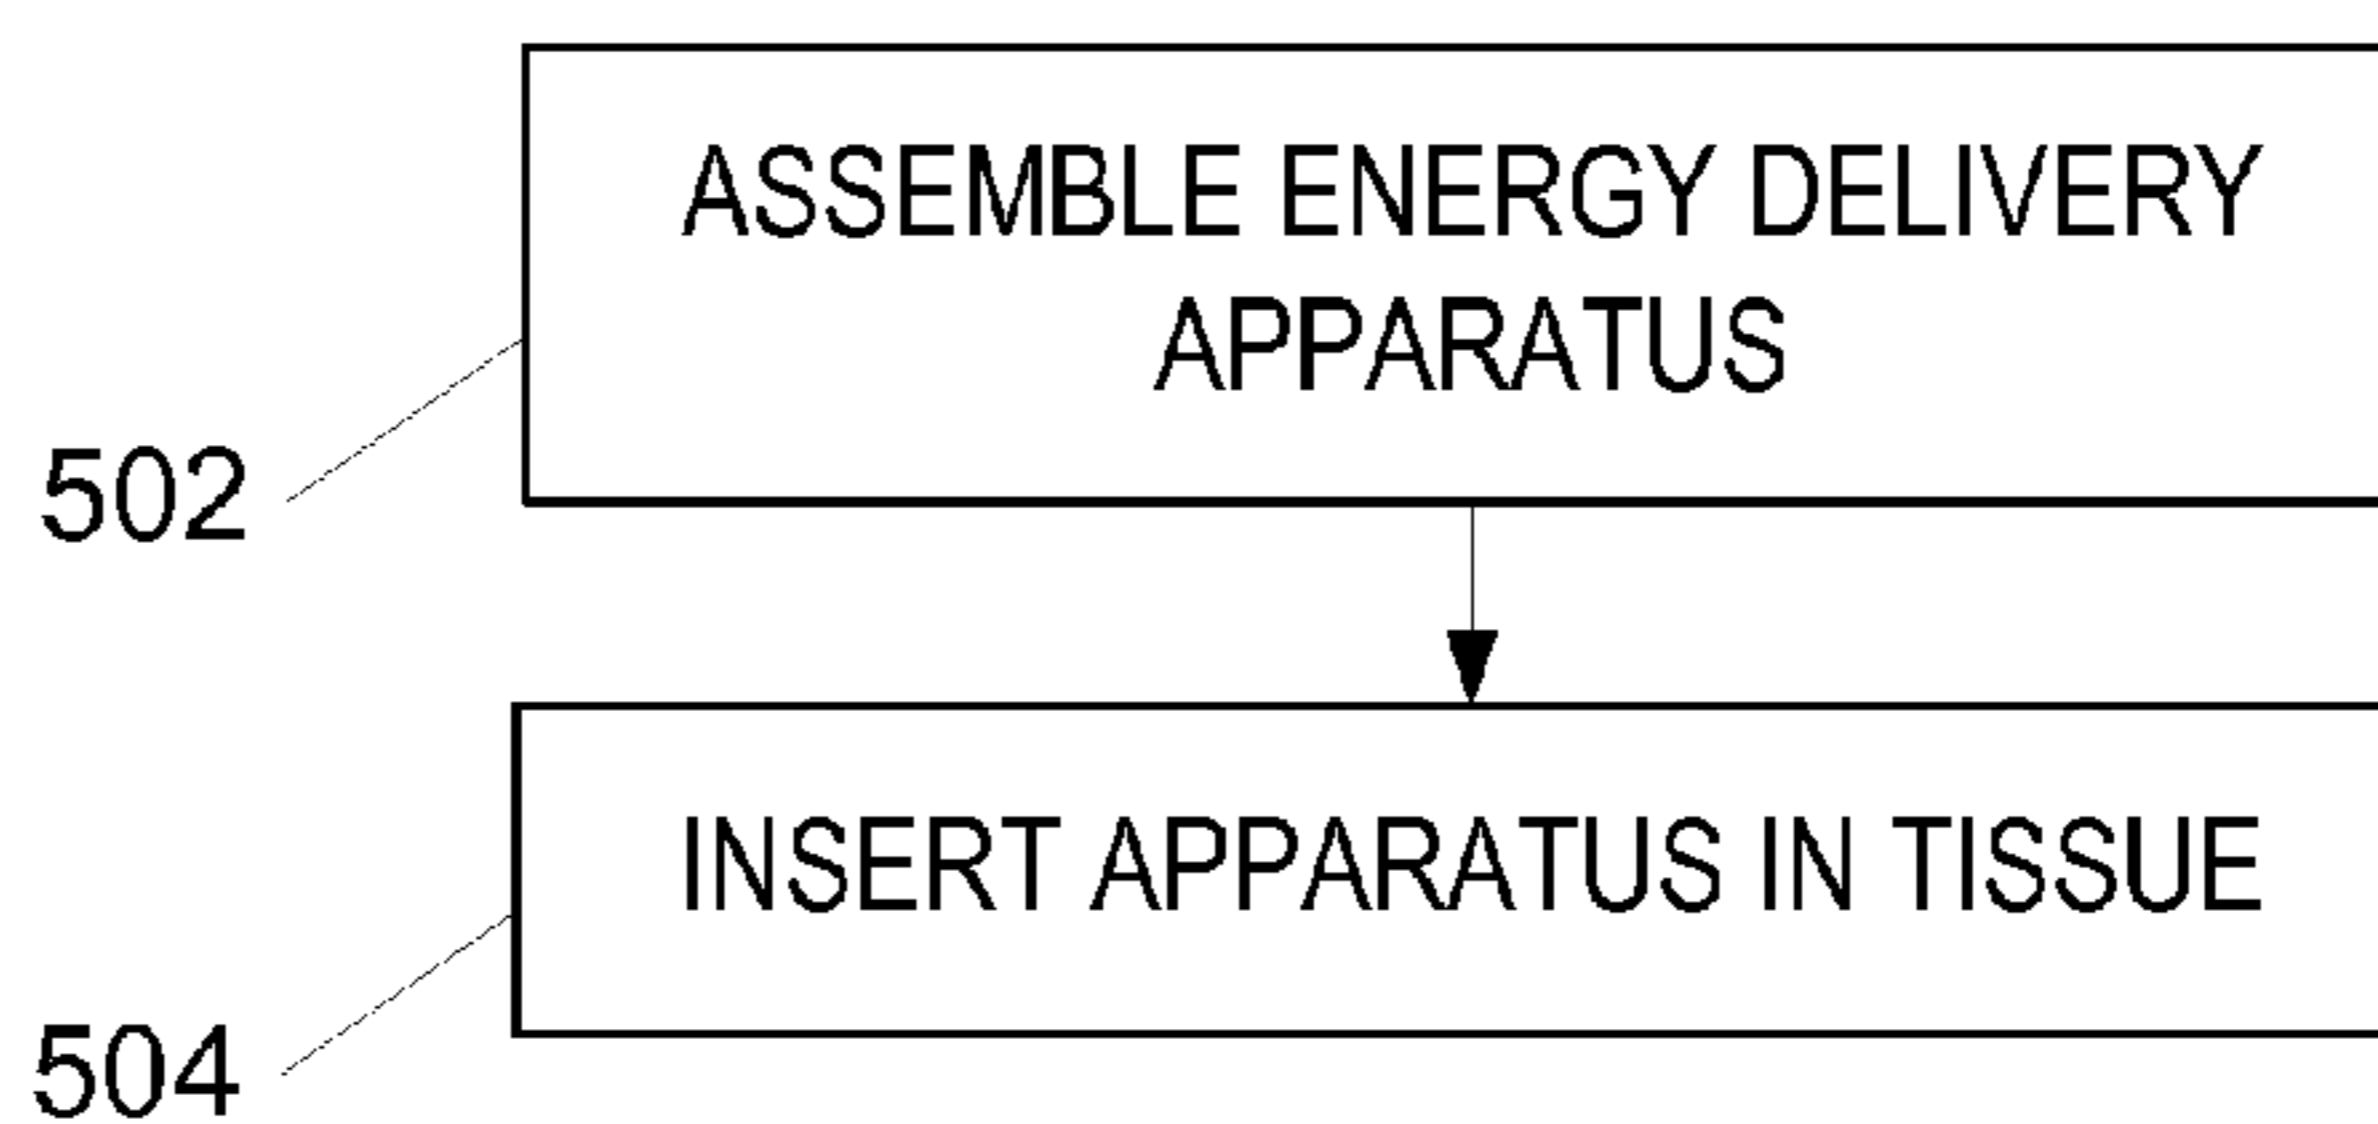 ASSEMBLE ENERGY DELIVERY
APPARATUS
502
INSERT APPARATUS IN TISSUE
504